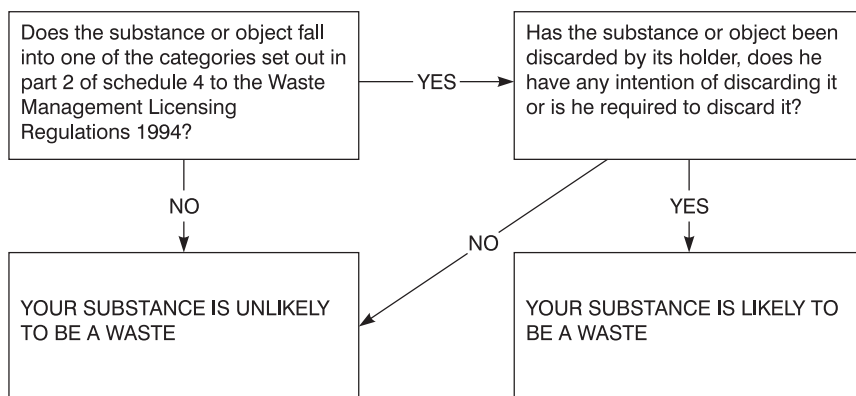 Does the substance or object fall
into one of the categories set out in
part 2 of schedule 4 to the Waste
Management Licensing
Regulations 1994?
YES
Has the substance or object been
discarded by its holder, does he
have any intention of discarding it
or is he required to discard it?
NO
NO
YES
YOUR SUBSTANCE IS UNLIKELY
TO BE A WASTE
YOUR SUBSTANCE IS LIKELY TO
BE A WASTE